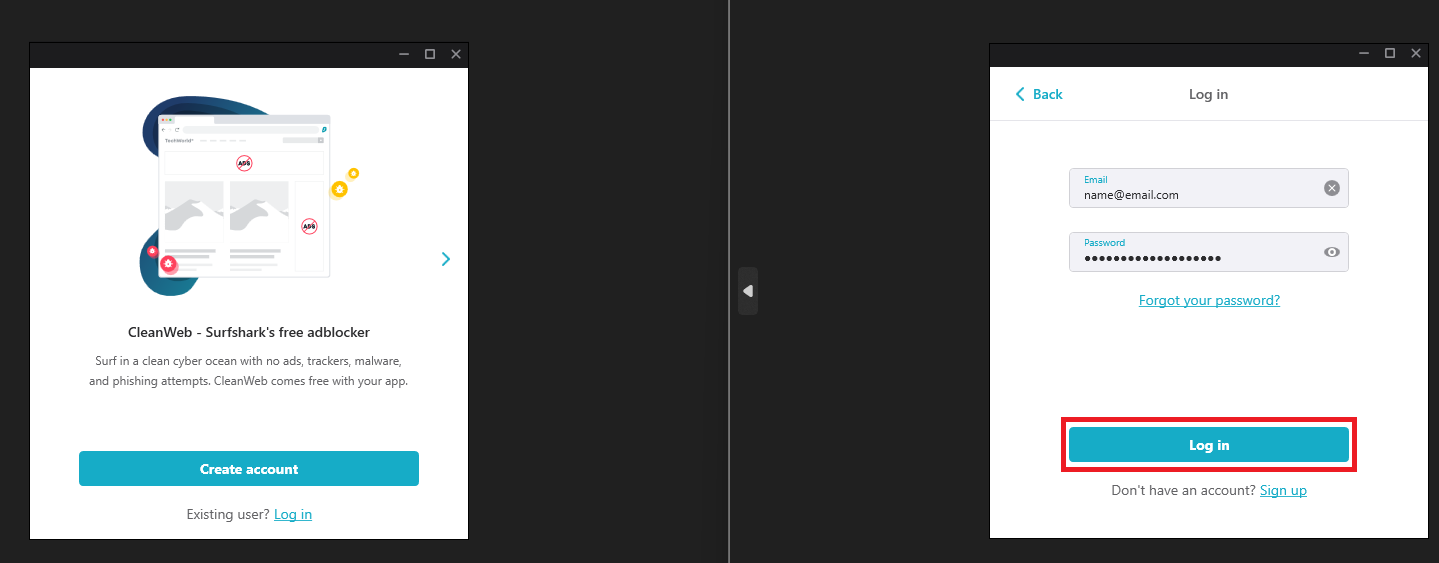 TechWorld*
ADS
ADS
CleanWeb - Surfshark's free adblocker
Surf in a clean cyber ocean with no ads, trackers, malware,
and phishing attempts. CleanWeb comes free with your app.
Create account
Existing user? Log in
Back
Log in
Email
name@email.com
Password
Forgot your password?
Log in
Don't have an account? Sign up